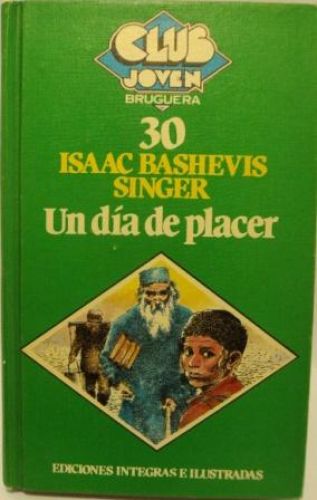 CLUB
JOVEN
BRUGUERA
30
ISAAC BASHEVIS
SINGER
Un día de placer
EDICIONES INTEGRAS E ILUSTRADAS